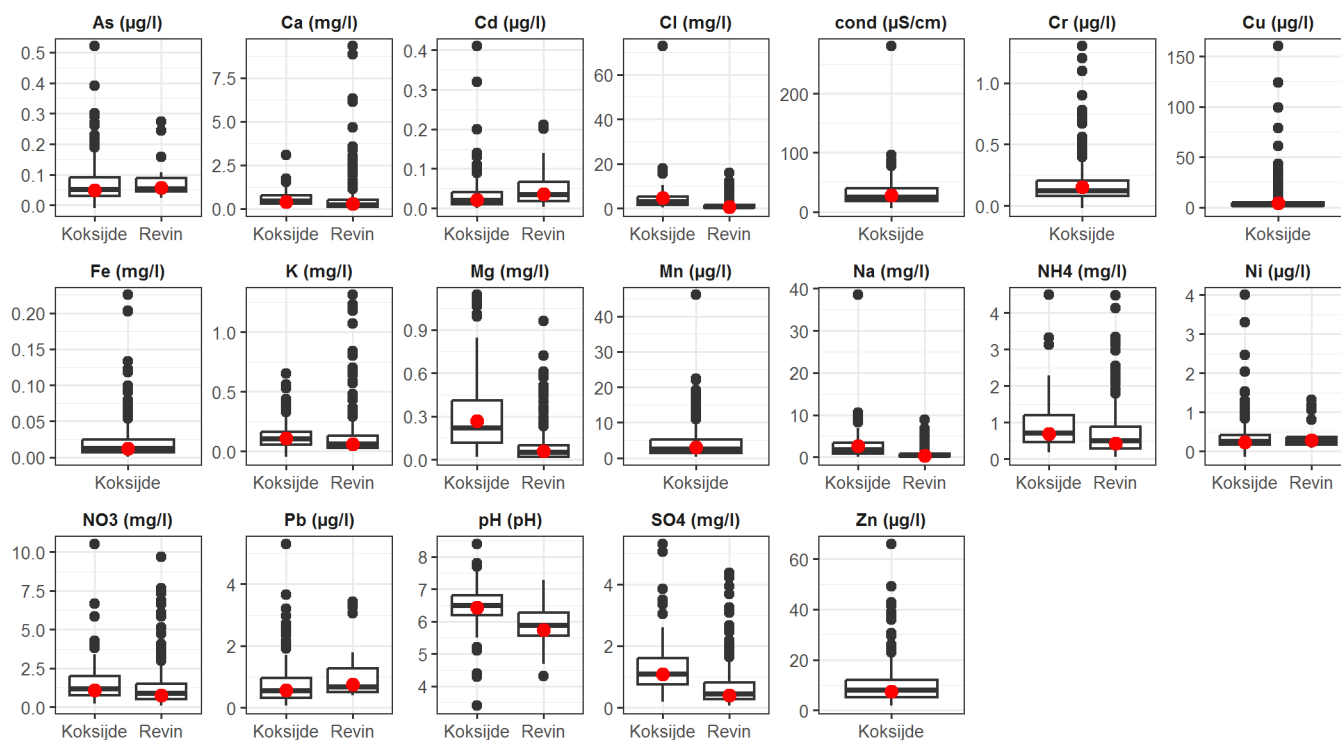 As (µg/l) Ca (mg/l) Cd (µg/l) Cl (mg/l) cond (µS/cm) Cr (µg/l) Cu (µg/l)
0.5 7.5 0.4 60 200 1.0 150
0.4 5.0 0.3 40 100 0.5 100
0.3 2.5 0.2 20 0 0.0 50
0.2 0.0 0.1 0 0
0.1 0.0
0.0
Koksijde Revin Koksijde Revin Koksijde Revin Koksijde Revin Koksijde Koksijde Koksijde
Fe (mg/l) K (mg/l) Mg (mg/l) Mn (µg/l) Na (mg/l) NH4 (mg/l) Ni (µg/l)
0.20 1.0 0.9 40 40 4 4
0.15 0.5 0.6 30 30 3 3
0.10 0.0 0.3 20 20 2 2
0.05 0.0 10 10 1 1
0.00 0 0 0 0
Koksijde Koksijde Revin Koksijde Revin Koksijde Koksijde Revin Koksijde Revin Koksijde Revin
NO3 (mg/l) Pb (µg/l) pH (pH) SO4 (mg/l) Zn (µg/l)
10.0 4 8 4 60
7.5 2 7 2 40
5.0 0 6 0 20
2.5 5 0
0.0 4
Koksijde Revin Koksijde Revin Koksijde Revin Koksijde Revin Koksijde